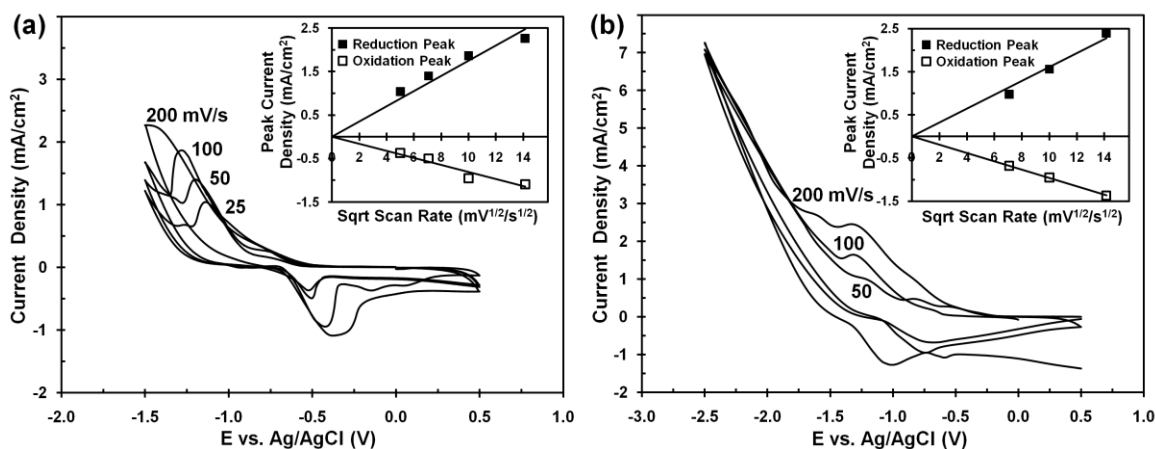 (a)
Current Density (mA/cm²)
4
3
2
1
0
-1
-2
-2.0 -1.5 -1.0 -0.5 0.0 0.5 1.0
E vs. Ag/AgCl (V)
200 mV/s
100
50
25
Peak Current
Density (mA/cm²)
2.5
1.5
0.5
-0.5
-1.5
Reduction Peak
Oxidation Peak
0 2 4 6 8 10 12 14
Sqrt Scan Rate (mV¹/²/s¹/²)
(b)
Current Density (mA/cm²)
7
6
5
4
3
2
1
0
-1
-2
-3.0 -2.5 -2.0 -1.5 -1.0 -0.5 0.0 0.5 1.0
E vs. Ag/AgCl (V)
200 mV/s
100
50
Peak Current
Density (mA/cm²)
2.5
1.5
0.5
-0.5
-1.5
Reduction Peak
Oxidation Peak
0 2 4 6 8 10 12 14
Sqrt Scan Rate (mV¹/²/s¹/²)